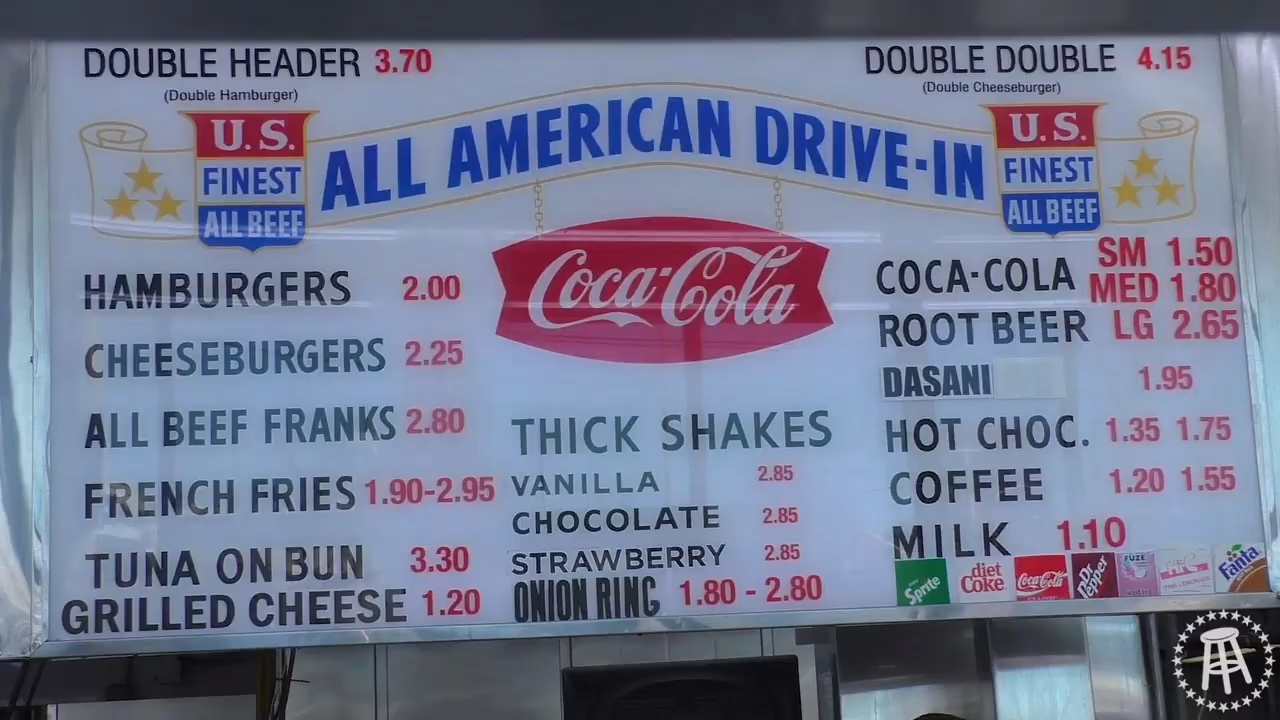 DOUBLE HEADER 3.70
(Double Hamburger)
DOUBLE DOUBLE 4.15
(Double Cheeseburger)
U.S.
FINEST
ALL BEEF
ALL AMERICAN DRIVE-IN
U.S.
FINEST
ALL BEEF
Coca-Cola
HAMBURGERS 2.00
CHEESEBURGERS 2.25
ALL BEEF FRANKS 2.80
FRENCH FRIES 1.90-2.95
TUNA ON BUN 3.30
GRILLED CHEESE 1.20
THICK SHAKES
VANILLA 2.85
CHOCOLATE 2.85
STRAWBERRY 2.85
ONION RING 1.80 - 2.80
SM 1.50
COCA-COLA MED 1.80
ROOT BEER LG 2.65
DASANI 1.95
HOT CHOC. 1.35 1.75
COFFEE 1.20 1.55
MILK 1.10
Sprite
diet Coke
Coca-Cola
Dr Pepper
FUZE
Fanta